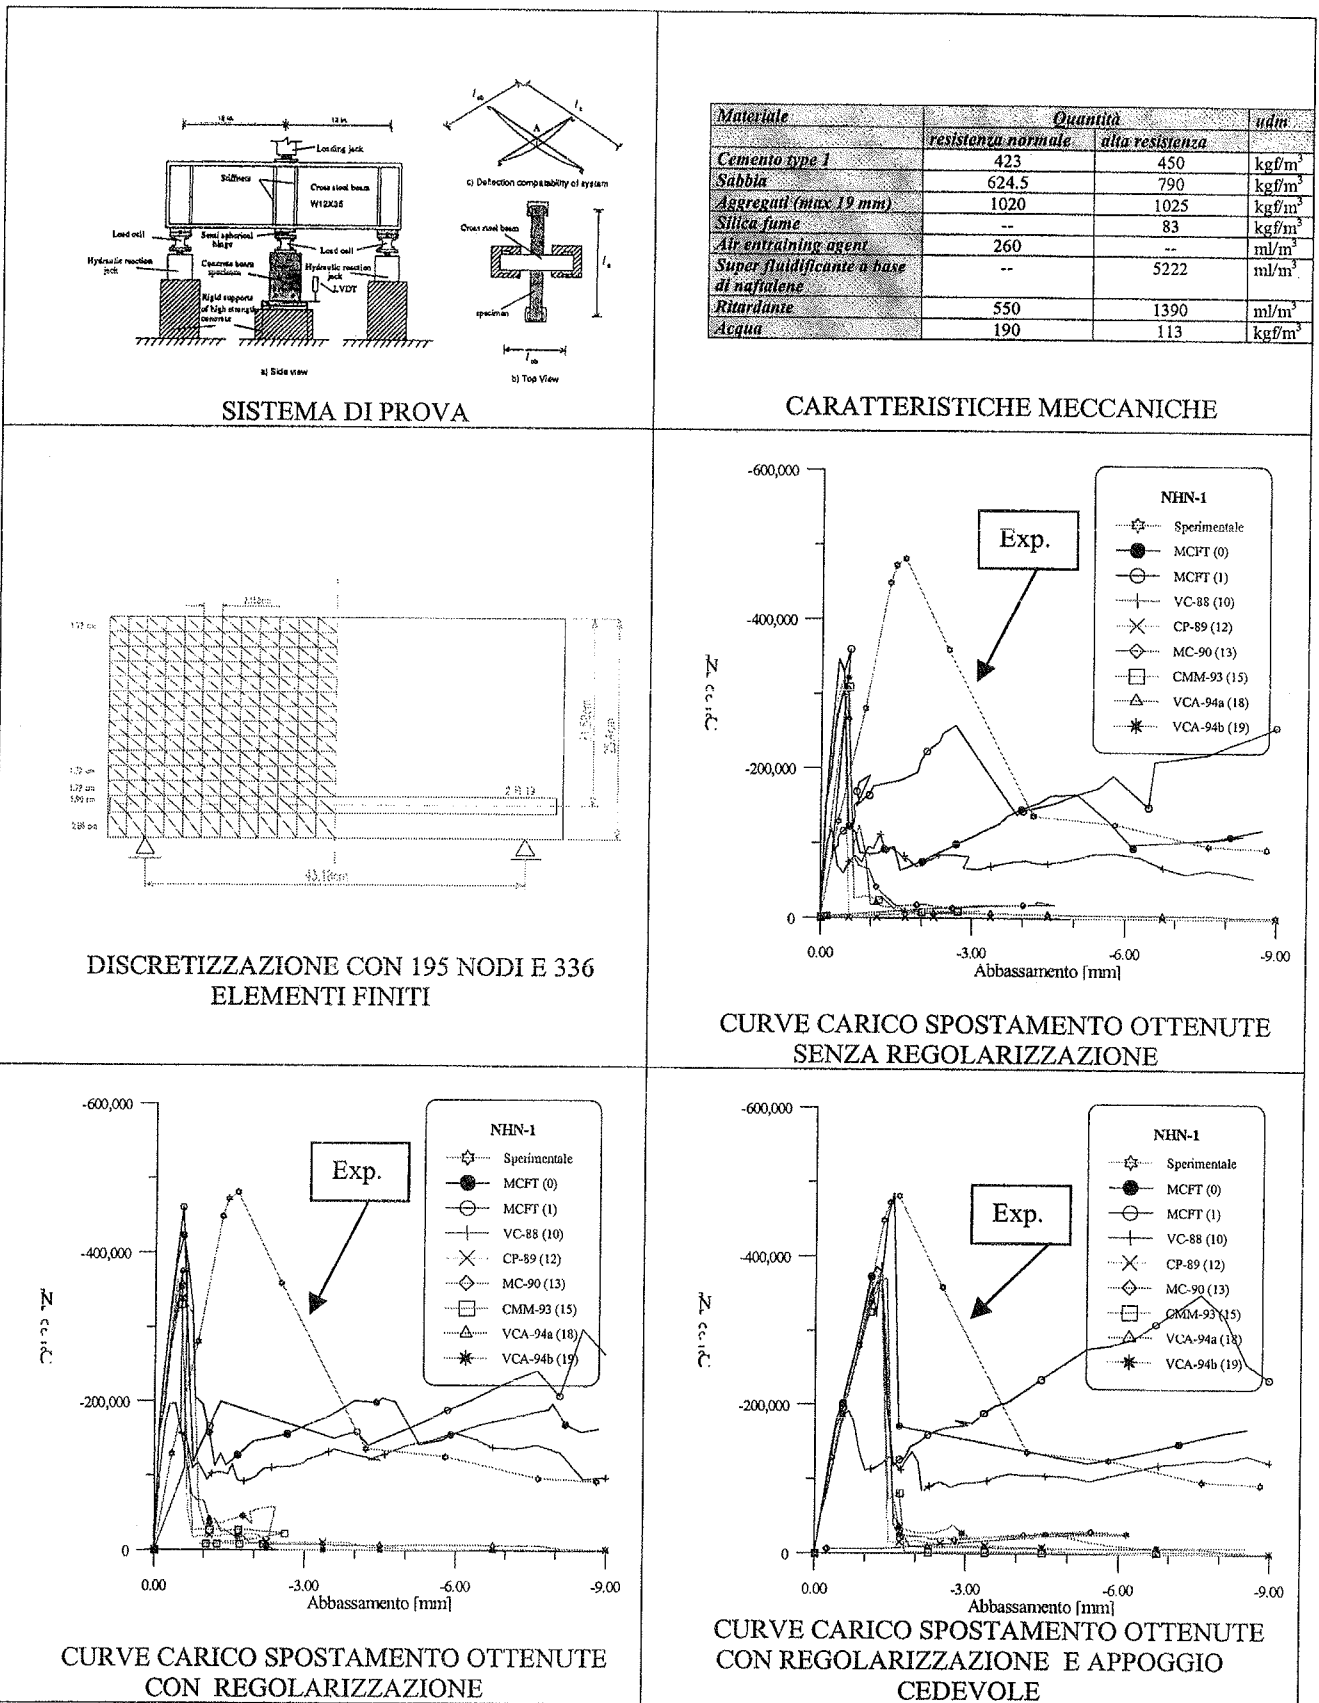 18 in.
12 in.
Loading jack
Stiffness
Cross steel beam
W12X35
Load cell
Semi spherical
hinge
Load cell
Hydraulic reaction
jack
Concrete beam
specimen
Hydraulic reaction
jack
LVDT
Rigid supports
of high strength
concrete
a) Side view
c) Deflection compatability of system
A
Cross steel beam
specimen
b) Top View
SISTEMA DI PROVA
Materiale Quantità udm
resistenza normale alta resistenza
Cemento type 1 423 450 kgf/m³
Sabbia 624.5 790 kgf/m³
Aggregati (max 19 mm) 1020 1025 kgf/m³
Silica fume -- 83 kgf/m³
Air entraining agent 260 -- ml/m³
Super fluidificante a base -- 5222 ml/m³
di naftalene
Ritardante 550 1390 ml/m³
Acqua 190 113 kgf/m³
CARATTERISTICHE MECCANICHE
43.18cm
DISCRETIZZAZIONE CON 195 NODI E 336
ELEMENTI FINITI
-600,000
-400,000
-200,000
0
0.00 -3.00 -6.00 -9.00
Abbassamento [mm]
Exp.
NHN-1
Sperimentale
MCFT (0)
MCFT (1)
VC-88 (10)
CP-89 (12)
MC-90 (13)
CMM-93 (15)
VCA-94a (18)
VCA-94b (19)
CURVE CARICO SPOSTAMENTO OTTENUTE
SENZA REGOLARIZZAZIONE
-600,000
-400,000
-200,000
0
0.00 -3.00 -6.00 -9.00
Abbassamento [mm]
Exp.
NHN-1
Sperimentale
MCFT (0)
MCFT (1)
VC-88 (10)
CP-89 (12)
MC-90 (13)
CMM-93 (15)
VCA-94a (18)
VCA-94b (19)
CURVE CARICO SPOSTAMENTO OTTENUTE
CON REGOLARIZZAZIONE
-600,000
-400,000
-200,000
0
0.00 -3.00 -6.00 -9.00
Abbassamento [mm]
Exp.
NHN-1
Sperimentale
MCFT (0)
MCFT (1)
VC-88 (10)
CP-89 (12)
MC-90 (13)
CMM-93 (15)
VCA-94a (18)
VCA-94b (19)
CURVE CARICO SPOSTAMENTO OTTENUTE
CON REGOLARIZZAZIONE E APPOGGIO
CEDEVOLE